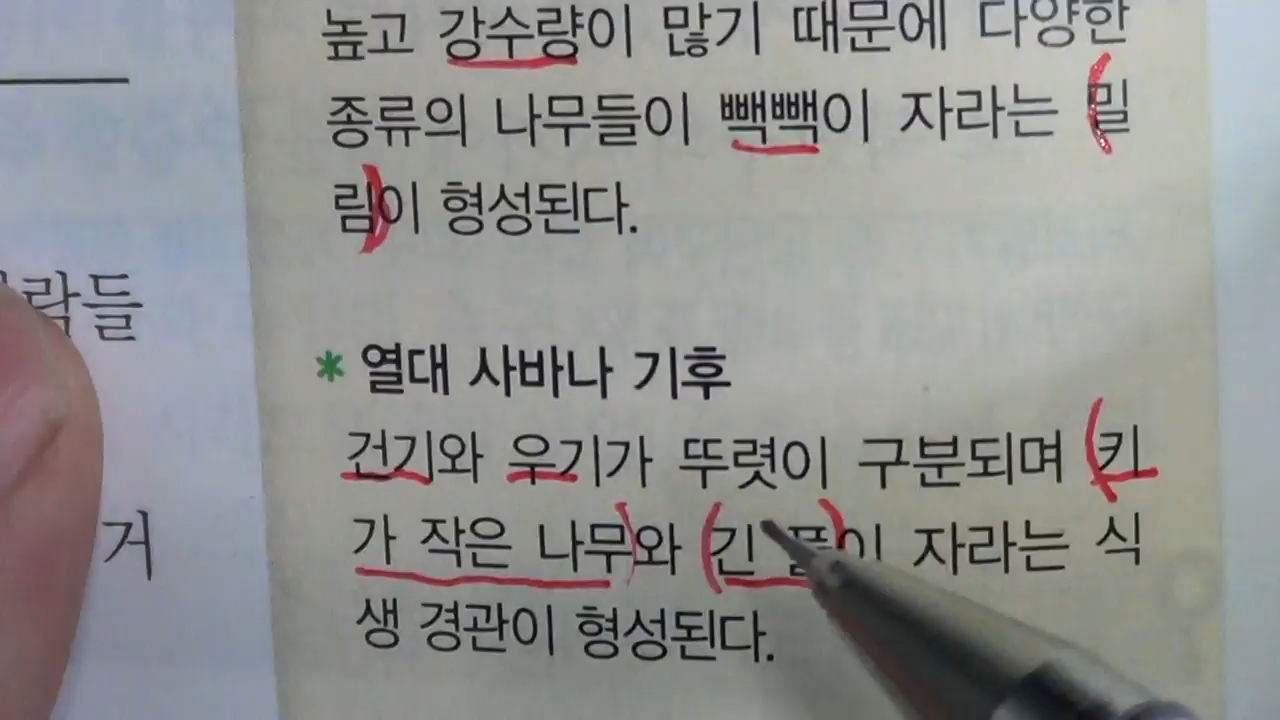 높고 강수량이 많기 때문에 다양한
종류의 나무들이 빽빽이 자라는 밀
림이 형성된다.
락들
* 열대 사바나 기후
건기와 우기가 뚜렷이 구분되며 키
가 작은 나무와 긴 풀이 자라는 식
거
생 경관이 형성된다.